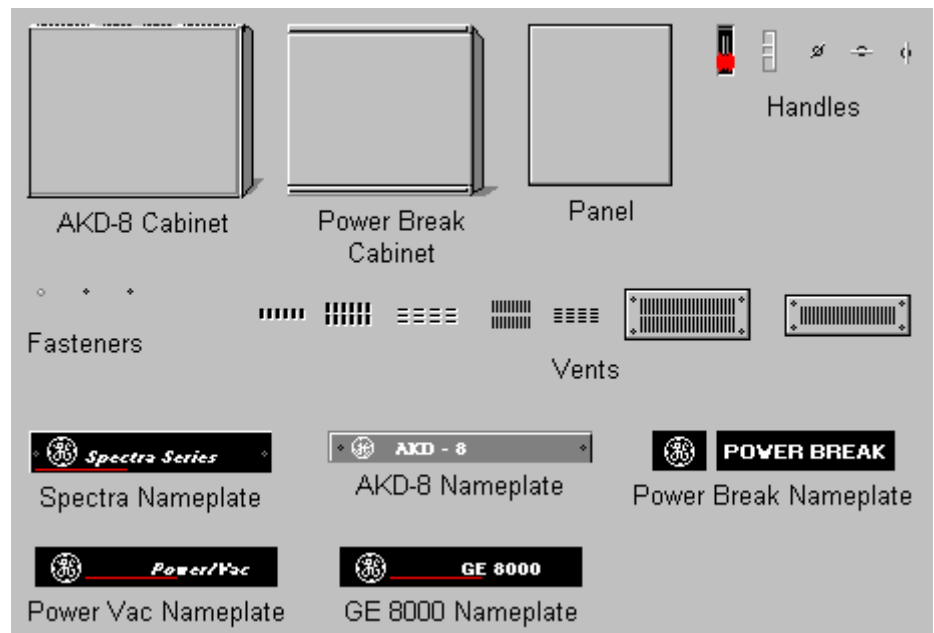 Handles
AKD-8 Cabinet
Power Break
Cabinet
Panel
Fasteners
Vents
Spectra Series
AKD - 8
POWER BREAK
Spectra Nameplate
AKD-8 Nameplate
Power Break Nameplate
Power/Vac
GE 8000
Power Vac Nameplate
GE 8000 Nameplate